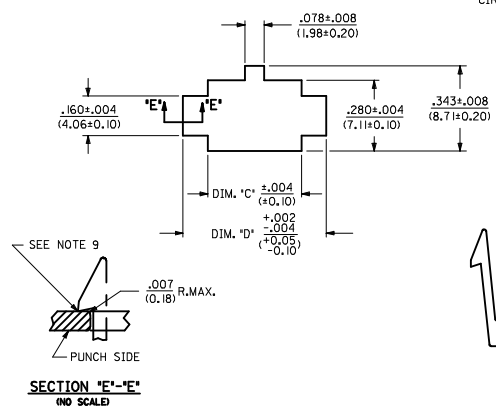 CIR
.078±.008
(1.98±0.20)
.160±.004
(4.06±0.10)
"E"
"E"
.280±.004
(7.11±0.10)
.343±.008
(8.71±0.20)
DIM. "C" ±.004
(±0.10)
DIM. "D" +.002
-.004
(+0.05
-0.10)
SEE NOTE 9
.007
(0.18) R.MAX.
PUNCH SIDE
SECTION "E"-"E"
(NO SCALE)